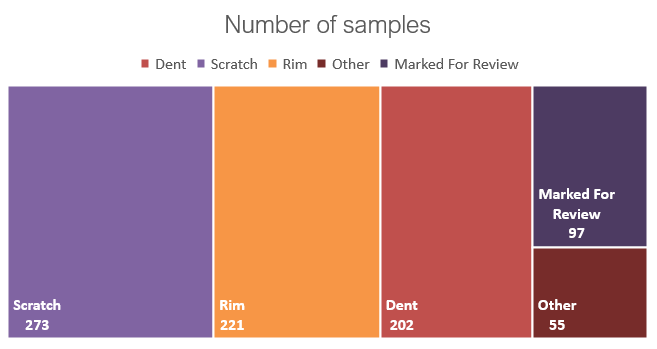 Number of samples
Dent Scratch Rim Other Marked For Review
Scratch
273
Rim
221
Dent
202
Marked For
Review
97
Other
55